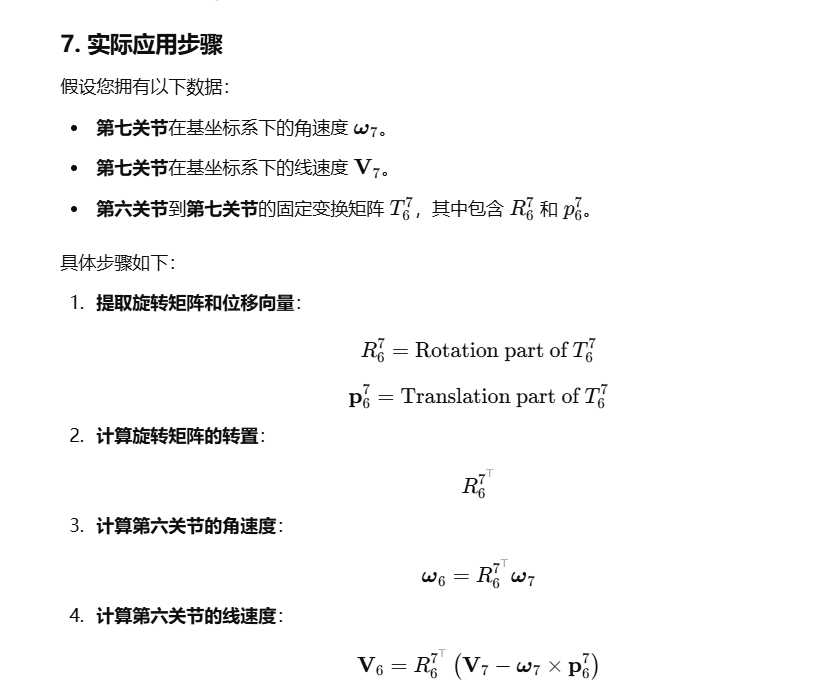 7. 实际应用步骤
假设您拥有以下数据：
• 第七关节在基坐标系下的角速度 𝝎₇。
• 第七关节在基坐标系下的线速度 𝐕₇。
• 第六关节到第七关节的固定变换矩阵 $T_6^7$，其中包含 $R_6^7$ 和 $p_6^7$。
具体步骤如下：
1. 提取旋转矩阵和位移向量：
$R_6^7 = \text{Rotation part of } T_6^7$
$\mathbf{p}_6^7 = \text{Translation part of } T_6^7$
2. 计算旋转矩阵的转置：
$R_6^{7^\top}$
3. 计算第六关节的角速度：
$\boldsymbol{\omega}_6 = R_6^{7^\top} \boldsymbol{\omega}_7$
4. 计算第六关节的线速度：
$\mathbf{V}_6 = R_6^{7^\top} \left( \mathbf{V}_7 - \boldsymbol{\omega}_7 \times \mathbf{p}_6^7 \right)$